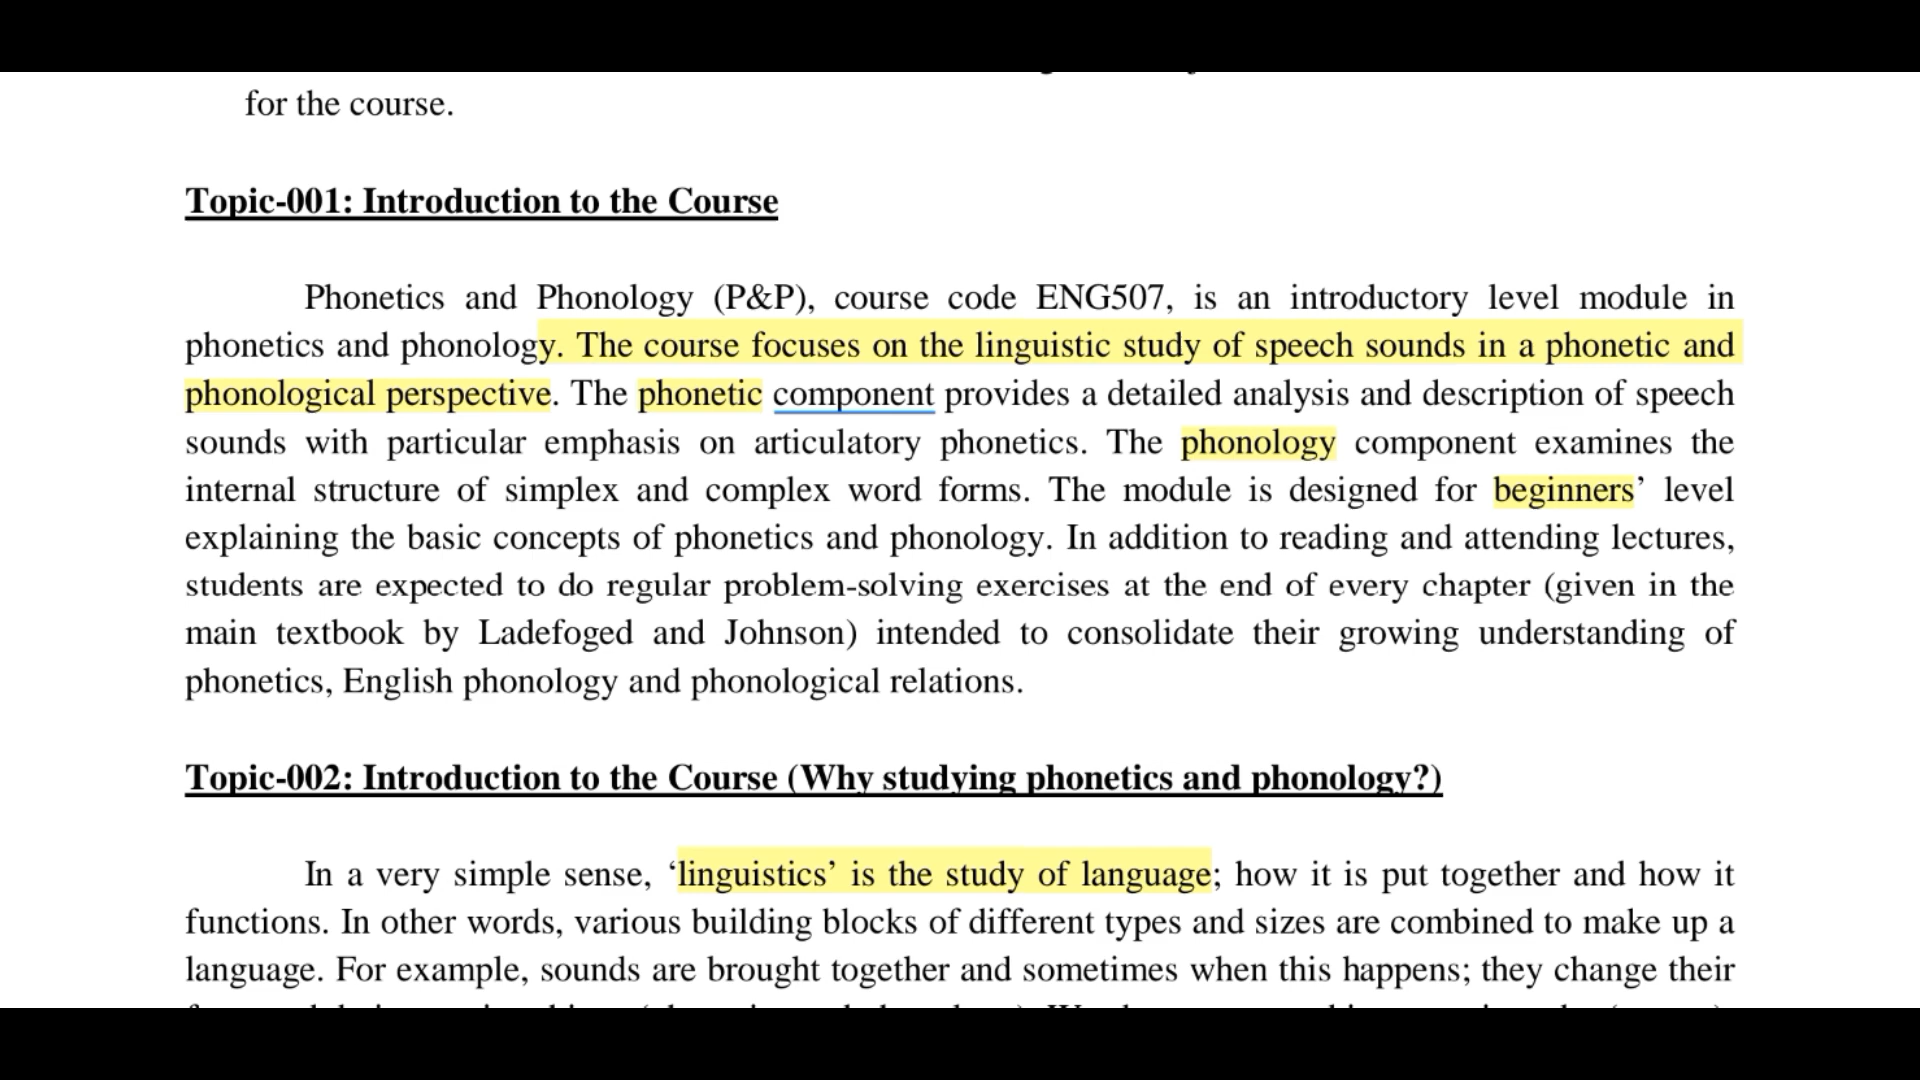 for the course.
Topic-001: Introduction to the Course
Phonetics and Phonology (P&P), course code ENG507, is an introductory level module in
phonetics and phonology. The course focuses on the linguistic study of speech sounds in a phonetic and
phonological perspective. The phonetic component provides a detailed analysis and description of speech
sounds with particular emphasis on articulatory phonetics. The phonology component examines the
internal structure of simplex and complex word forms. The module is designed for beginners’ level
explaining the basic concepts of phonetics and phonology. In addition to reading and attending lectures,
students are expected to do regular problem-solving exercises at the end of every chapter (given in the
main textbook by Ladefoged and Johnson) intended to consolidate their growing understanding of
phonetics, English phonology and phonological relations.
Topic-002: Introduction to the Course (Why studying phonetics and phonology?)
In a very simple sense, ‘linguistics’ is the study of language; how it is put together and how it
functions. In other words, various building blocks of different types and sizes are combined to make up a
language. For example, sounds are brought together and sometimes when this happens; they change their